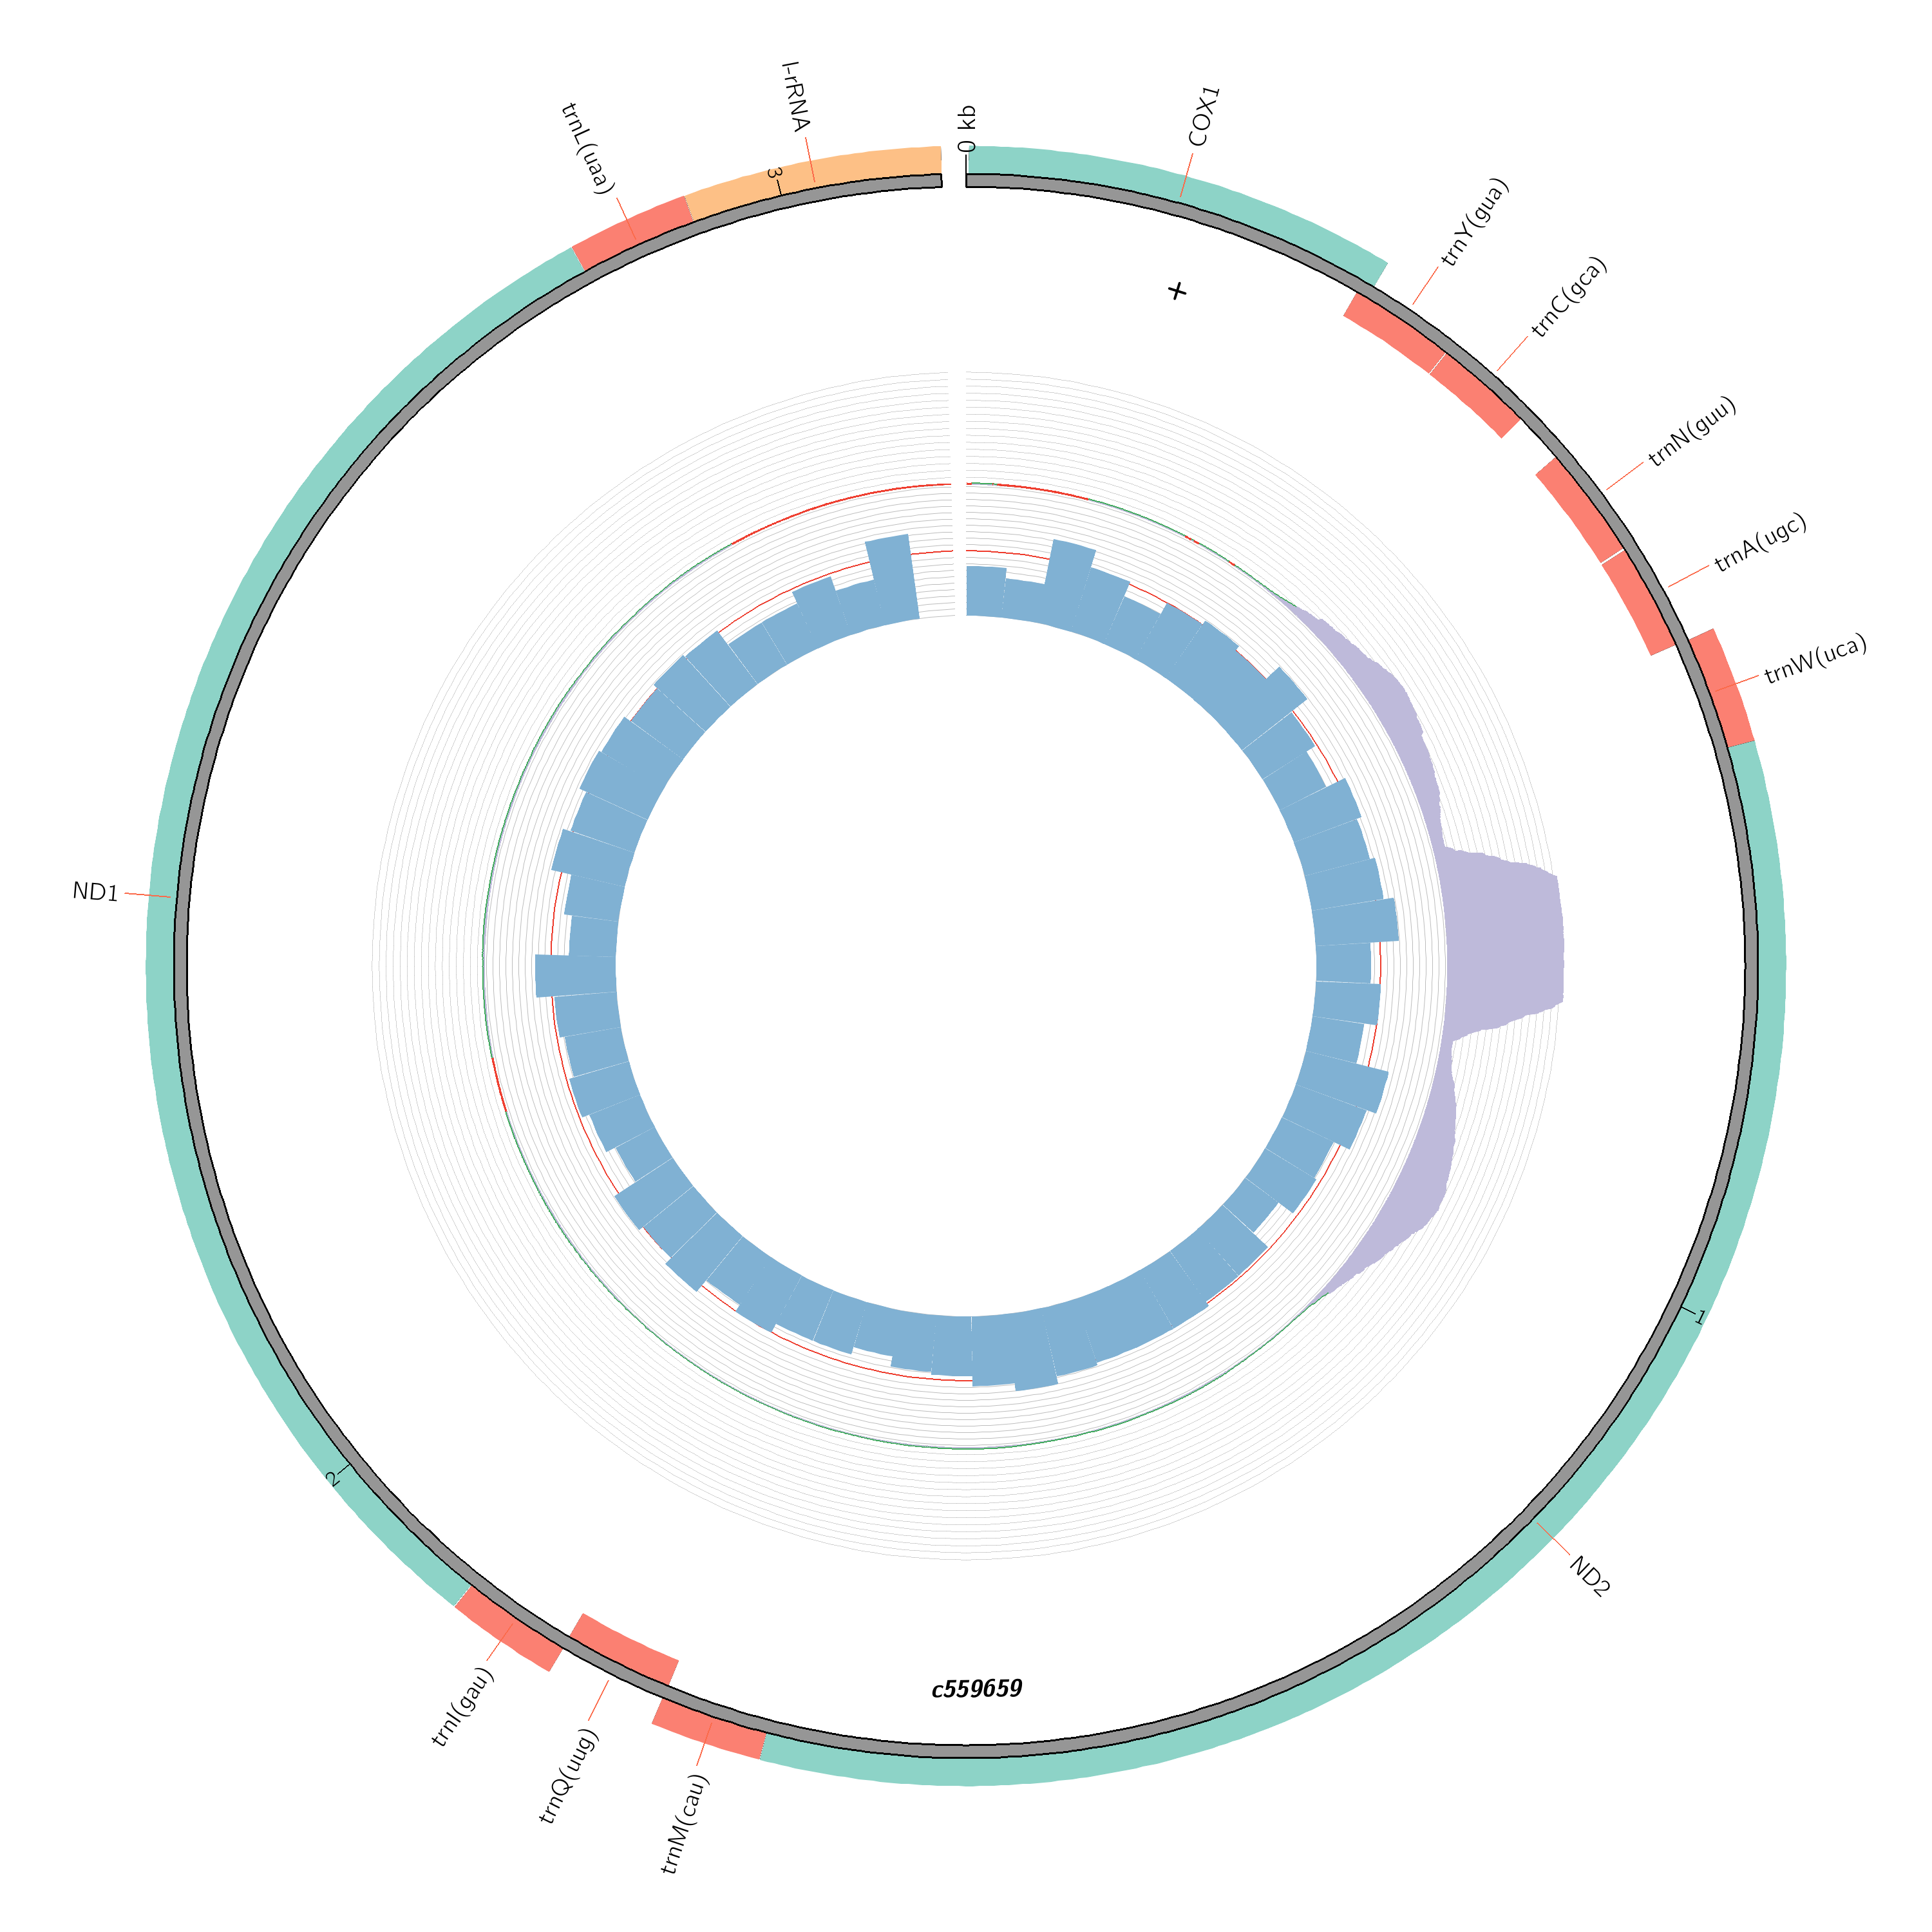 0 kb
COX1
trnY(gua)
trnC(gca)
trnN(guu)
trnA(ugc)
trnW(uca)
1
ND2
trnM(cau)
trnQ(uug)
trnI(gau)
2
ND1
trnL(uaa)
3
l-rRNA
+
c559659